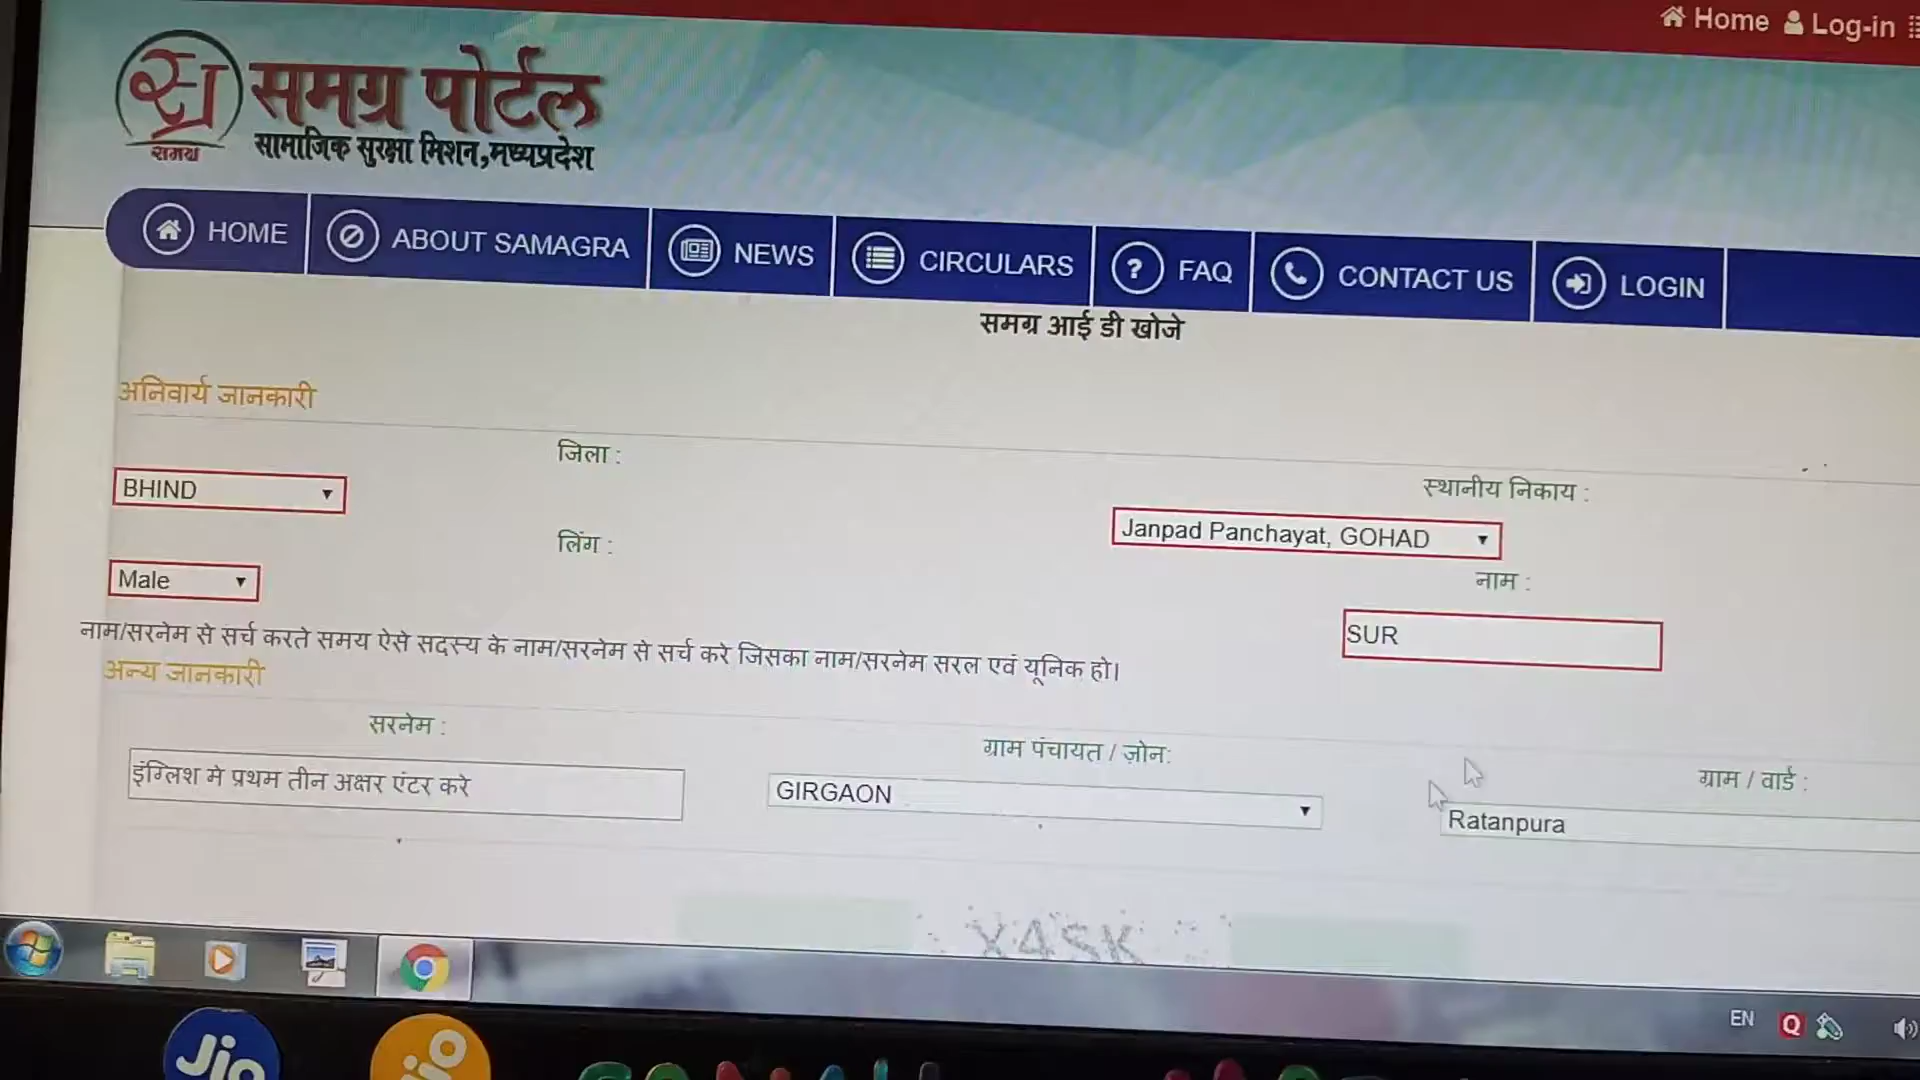 Home Log-in
समग्र पोर्टल
समग्र
सामाजिक सुरक्षा मिशन,मध्यप्रदेश
HOME ABOUT SAMAGRA NEWS CIRCULARS FAQ CONTACT US LOGIN
समग्र आई डी खोजे
अनिवार्य जानकारी
जिला :
स्थानीय निकाय :
BHIND
Janpad Panchayat, GOHAD
लिंग :
नाम :
Male
SUR
नाम/सरनेम से सर्च करते समय ऐसे सदस्य के नाम/सरनेम से सर्च करे जिसका नाम/सरनेम सरल एवं यूनिक हो।
अन्य जानकारी
सरनेम :
ग्राम पंचायत / ज़ोन:
ग्राम / वार्ड :
इंग्लिश मे प्रथम तीन अक्षर एंटर करे
GIRGAON
Ratanpura
X4SK
EN
Jio